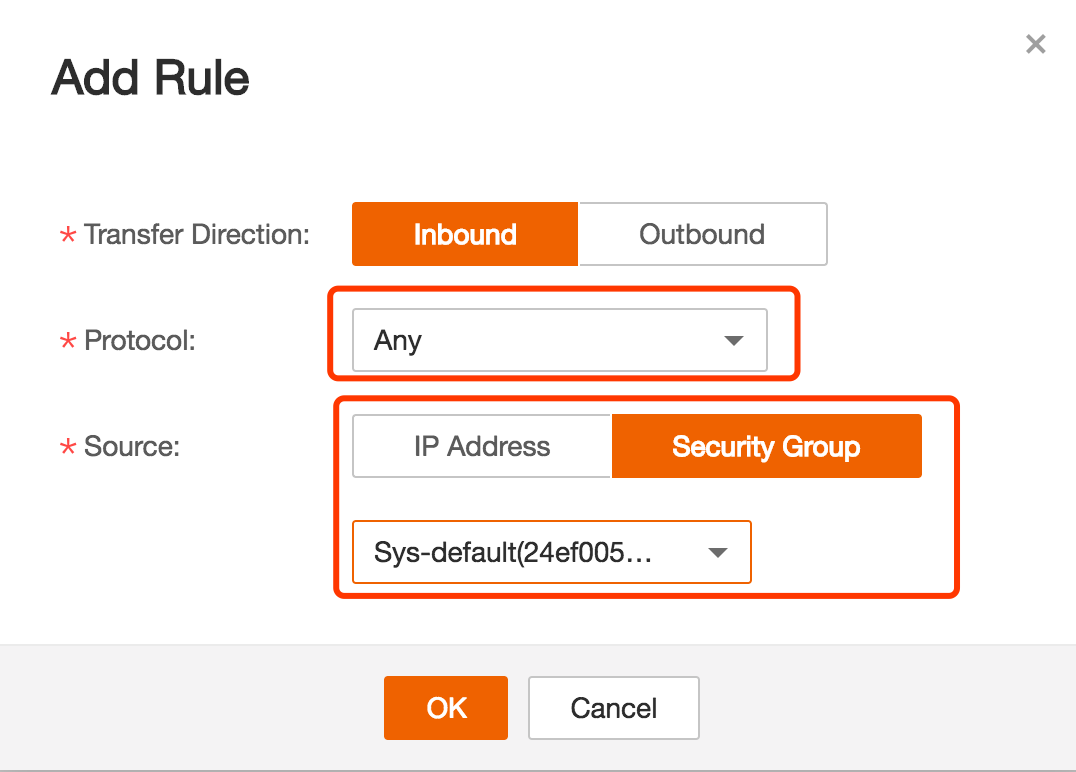 Add Rule
* Transfer Direction: Inbound Outbound
* Protocol: Any
* Source: IP Address Security Group
Sys-default(24ef005...
OK Cancel